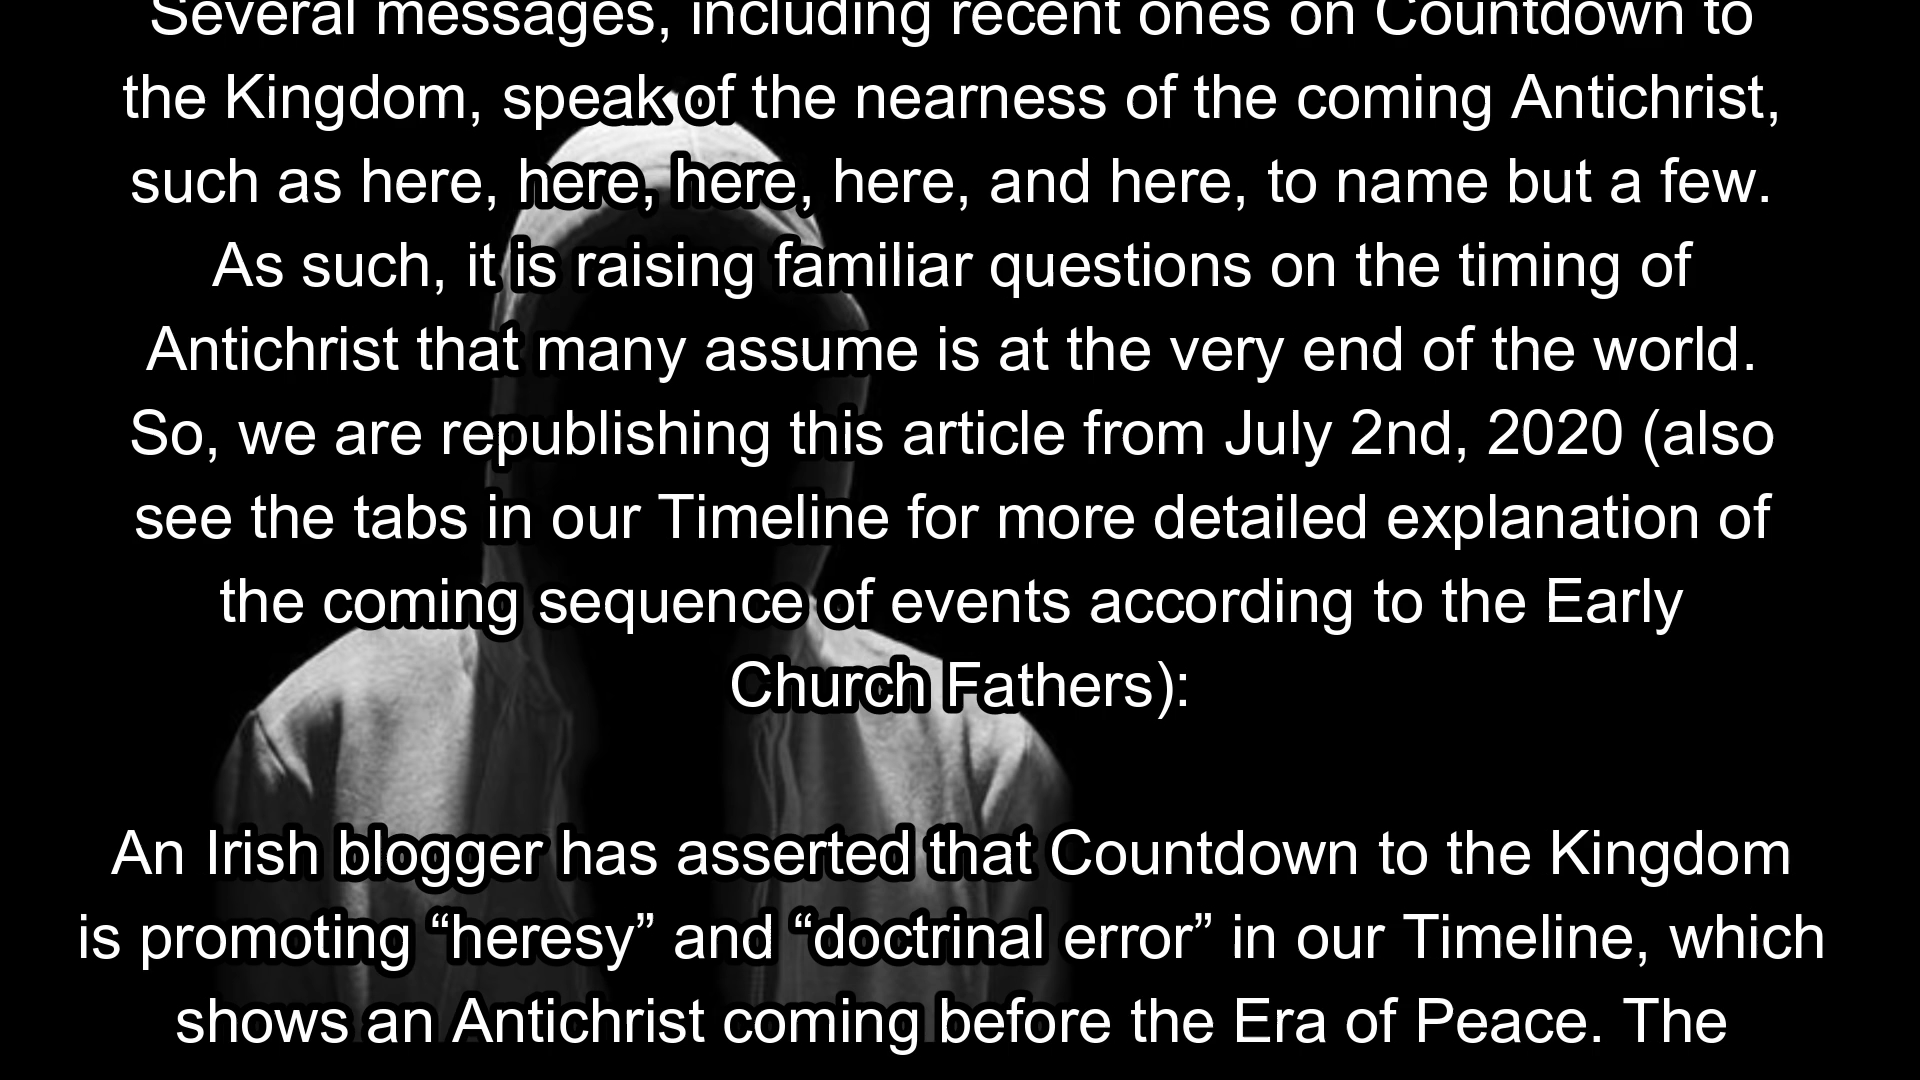 Several messages, including recent ones on Countdown to
the Kingdom, speak of the nearness of the coming Antichrist,
such as here, here, here, here, and here, to name but a few.
As such, it is raising familiar questions on the timing of
Antichrist that many assume is at the very end of the world.
So, we are republishing this article from July 2nd, 2020 (also
see the tabs in our Timeline for more detailed explanation of
the coming sequence of events according to the Early
Church Fathers):
An Irish blogger has asserted that Countdown to the Kingdom
is promoting “heresy” and “doctrinal error” in our Timeline, which
shows an Antichrist coming before the Era of Peace. The